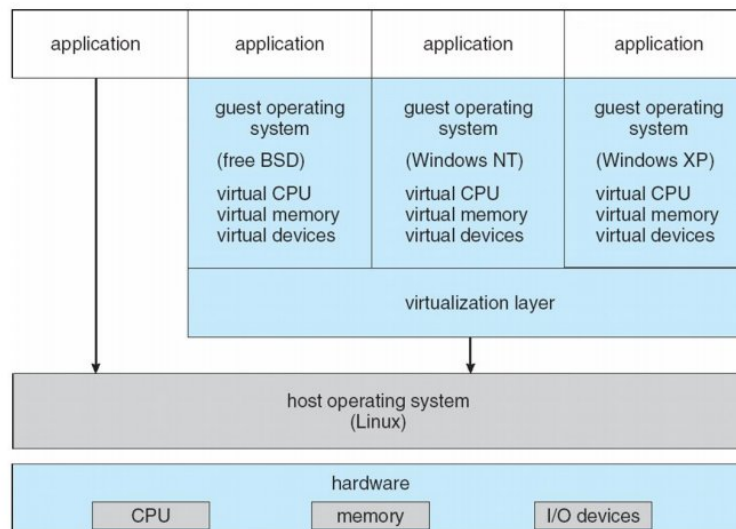 application
application
application
application
guest operating
system
(free BSD)
virtual CPU
virtual memory
virtual devices
guest operating
system
(Windows NT)
virtual CPU
virtual memory
virtual devices
guest operating
system
(Windows XP)
virtual CPU
virtual memory
virtual devices
virtualization layer
host operating system
(Linux)
hardware
CPU
memory
I/O devices